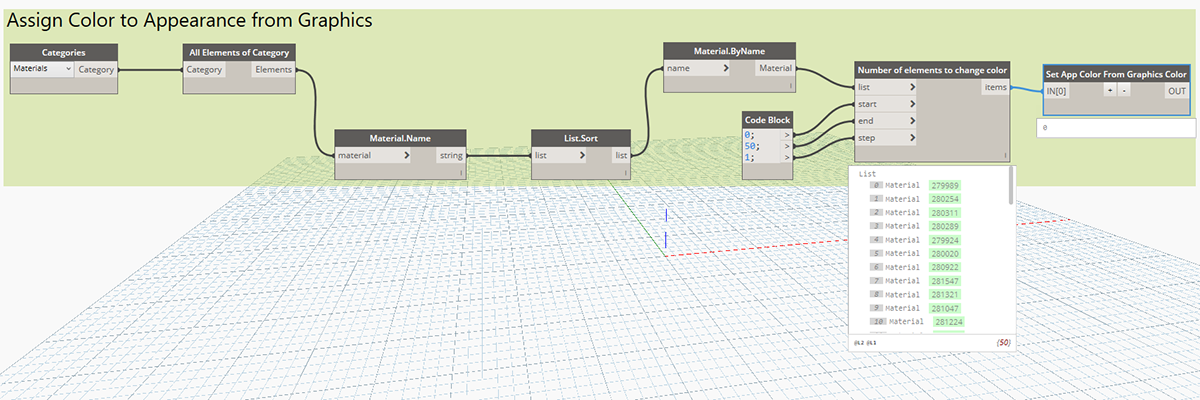 Assign Color to Appearance from Graphics
Categories
Materials
Category
All Elements of Category
Category
Elements
Material.Name
material >
string
List.Sort
list >
list
Material.ByName
name >
Material
Code Block
0; >
50; >
1; >
Number of elements to change color
list >
items
start >
end >
step >
Set App Color From Graphics Color
IN[0] + - OUT
0
List
0 Material 279989
1 Material 280254
2 Material 280311
3 Material 280289
4 Material 279924
5 Material 280020
6 Material 280922
7 Material 281547
8 Material 281321
9 Material 281047
10 Material 281224
@L2 @L1 {50}